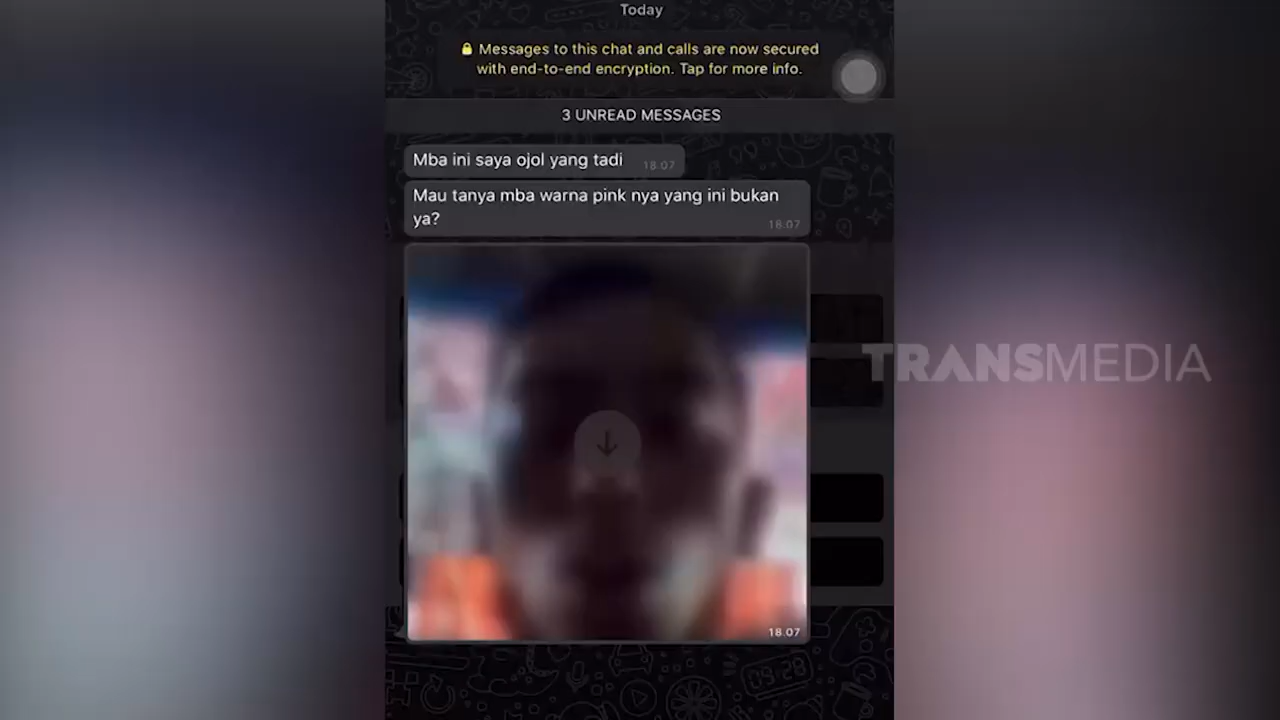 Today
Messages to this chat and calls are now secured
with end-to-end encryption. Tap for more info.
3 UNREAD MESSAGES
Mba ini saya ojol yang tadi 18.07
Mau tanya mba warna pink nya yang ini bukan
ya? 18.07
TRANSMEDIA
18.07